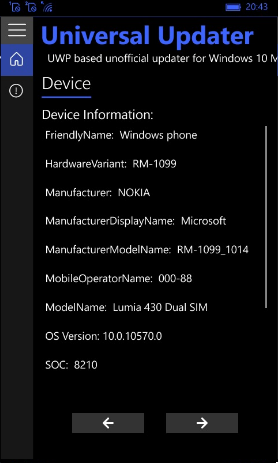 20:43
Universal Updater
UWP based unofficial updater for Windows 10 M
Device
Device Information:
FriendlyName: Windows phone
HardwareVariant: RM-1099
Manufacturer: NOKIA
ManufacturerDisplayName: Microsoft
ManufacturerModelName: RM-1099_1014
MobileOperatorName: 000-88
ModelName: Lumia 430 Dual SIM
OS Version: 10.0.10570.0
SOC: 8210